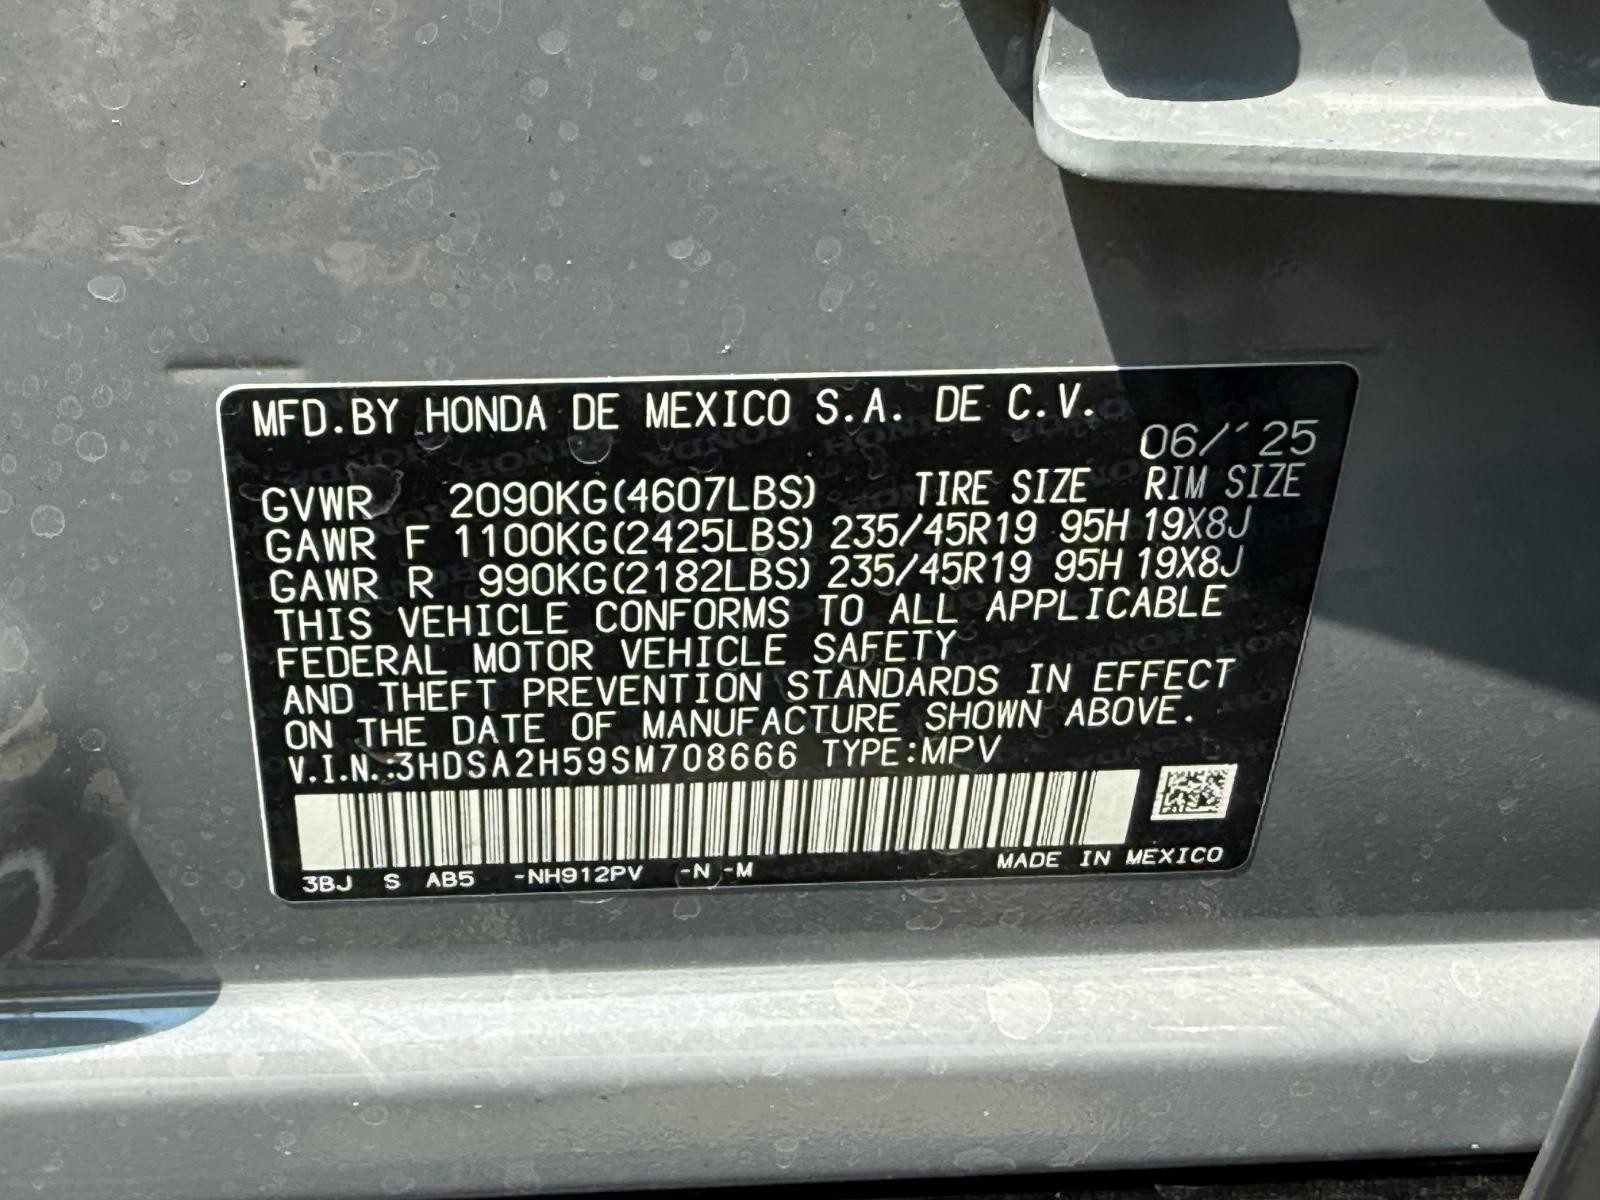 MFD.BY HONDA DE MEXICO S.A. DE C.V.
06/´25
GVWR 2090KG(4607LBS) TIRE SIZE RIM SIZE
GAWR F 1100KG(2425LBS) 235/45R19 95H 19X8J
GAWR R 990KG(2182LBS) 235/45R19 95H 19X8J
THIS VEHICLE CONFORMS TO ALL APPLICABLE
FEDERAL MOTOR VEHICLE SAFETY
AND THEFT PREVENTION STANDARDS IN EFFECT
ON THE DATE OF MANUFACTURE SHOWN ABOVE.
V.I.N.:3HDSA2H59SM708666 TYPE:MPV
3BJ S AB5 -NH912PV -N -M MADE IN MEXICO